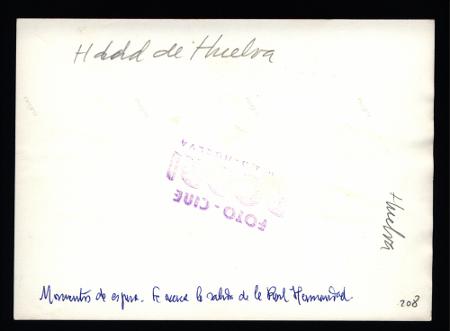 Hdad de Huelva
FOTO - CINE
Huelva
Momentos de espera. Se acerca la salida de la Real Hermandad.
208